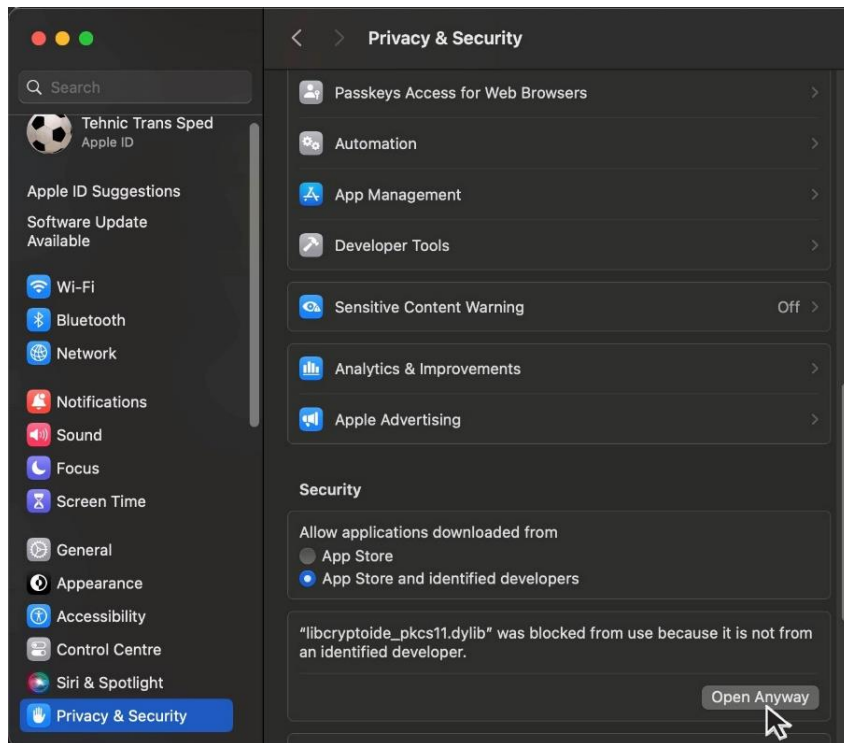 Privacy & Security
Search
Tehnic Trans Sped
Apple ID
Apple ID Suggestions
Software Update
Available
Wi-Fi
Bluetooth
Network
Notifications
Sound
Focus
Screen Time
General
Appearance
Accessibility
Control Centre
Siri & Spotlight
Privacy & Security
Passkeys Access for Web Browsers
Automation
App Management
Developer Tools
Sensitive Content Warning Off
Analytics & Improvements
Apple Advertising
Security
Allow applications downloaded from
App Store
App Store and identified developers
“libcryptoide_pkcs11.dylib” was blocked from use because it is not from
an identified developer.
Open Anyway